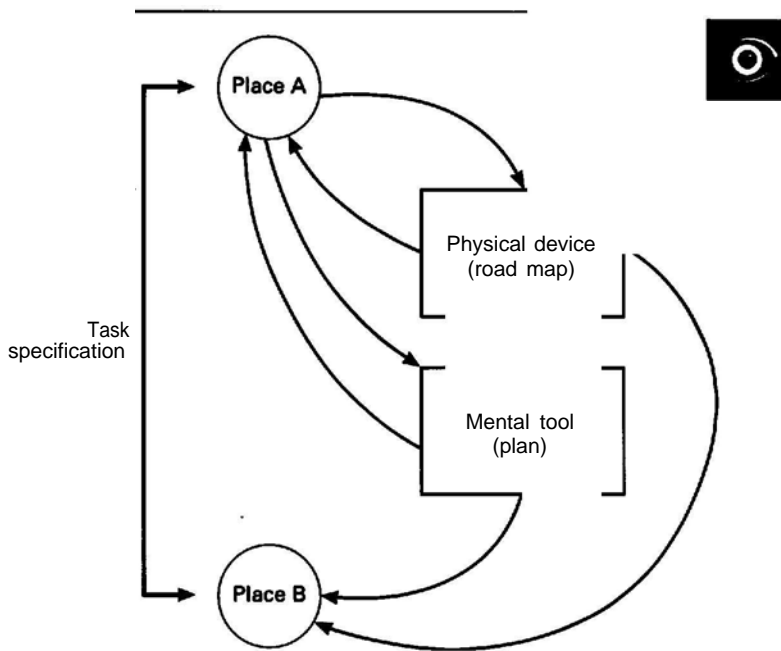 Place A
Physical device
(road map)
Task
specification
Mental tool
(plan)
Place B